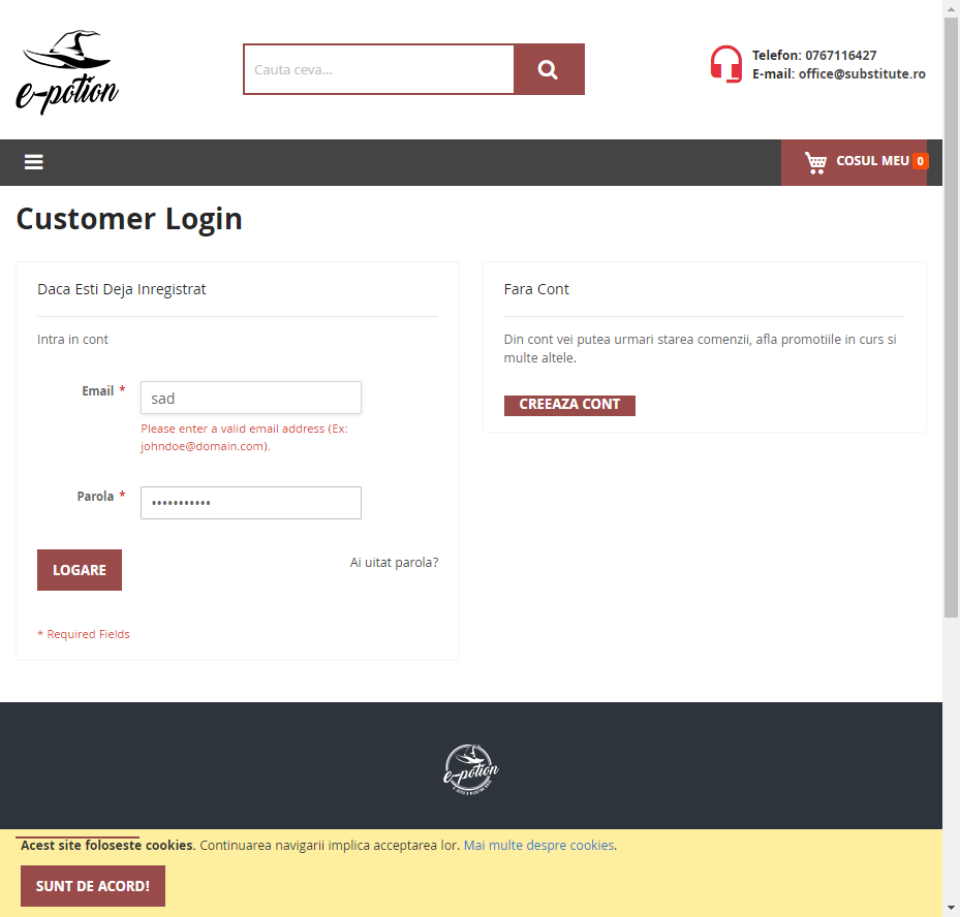 e-potion
Cauta ceva...
Telefon: 0767116427
E-mail: office@substitute.ro
COSUL MEU 0
Customer Login
Daca Esti Deja Inregistrat
Intra in cont
Email *
sad
Please enter a valid email address (Ex:
johndoe@domain.com).
Parola *
•••••••••••
LOGARE
Ai uitat parola?
* Required Fields
Fara Cont
Din cont vei putea urmari starea comenzii, afla promotiile in curs si
multe altele.
CREEAZA CONT
e-potion
Acest site foloseste cookies. Continuarea navigarii implica acceptarea lor. Mai multe despre cookies.
SUNT DE ACORD!